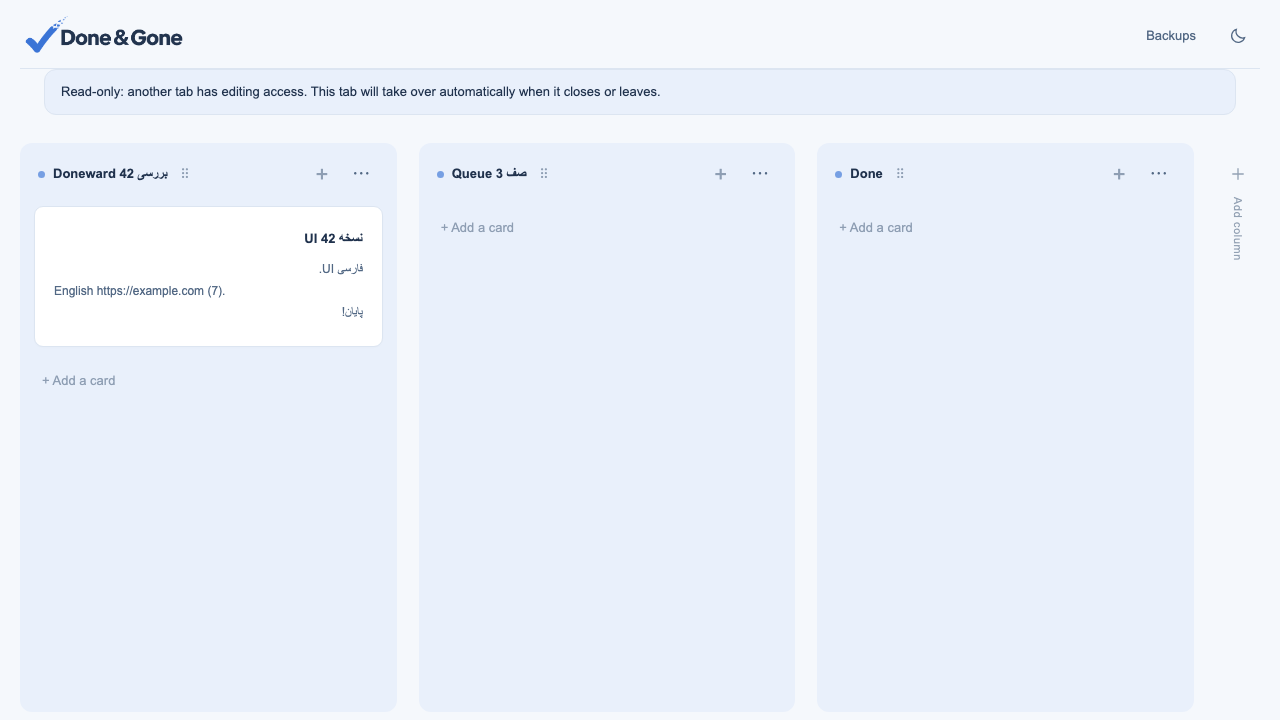 Done&Gone
Backups
Read-only: another tab has editing access. This tab will take over automatically when it closes or leaves.
Doneward 42 بررسی
نسخه UI 42
فارسی UI.
English https://example.com (7).
پایان!
+ Add a card
Queue 3 صف
+ Add a card
Done
+ Add a card
Add column